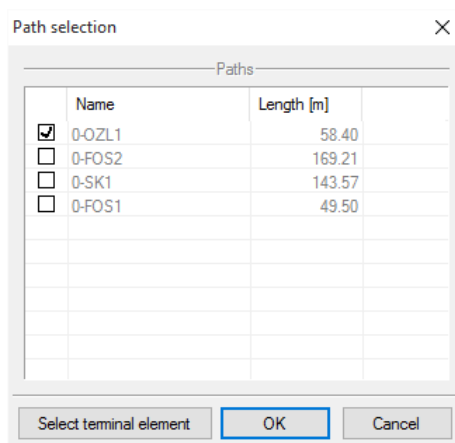 Path selection
Paths
Name Length [m]
0-OZL1 58.40
0-FOS2 169.21
0-SK1 143.57
0-FOS1 49.50
Select terminal element OK Cancel